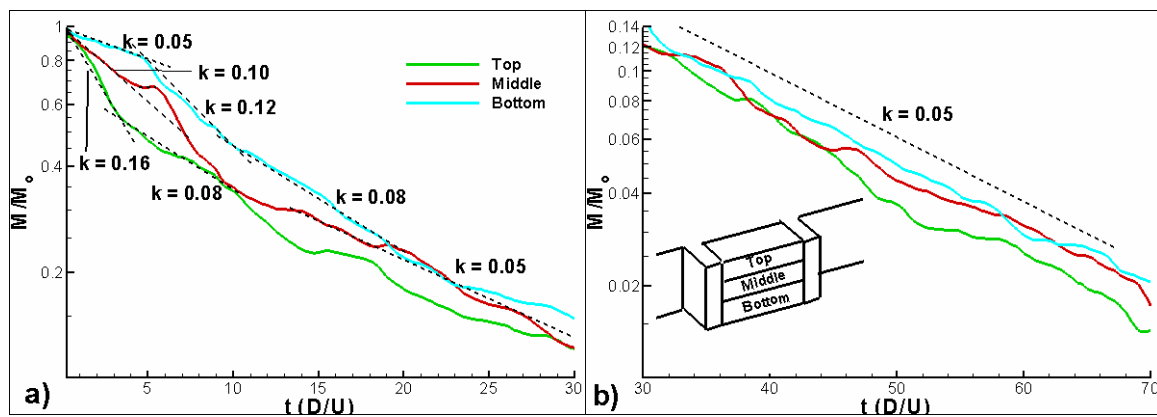 1
0.8
0.6
0.4
0.2
M/Mo
k = 0.05
k = 0.10
k = 0.12
k = 0.16
k = 0.08
k = 0.08
k = 0.05
Top
Middle
Bottom
5
10
15
20
25
30
t (D/U)
a)
0.14
0.12
0.1
0.08
0.06
0.04
0.02
M/Mo
k = 0.05
Top
Middle
Bottom
30
40
50
60
70
t (D/U)
b)